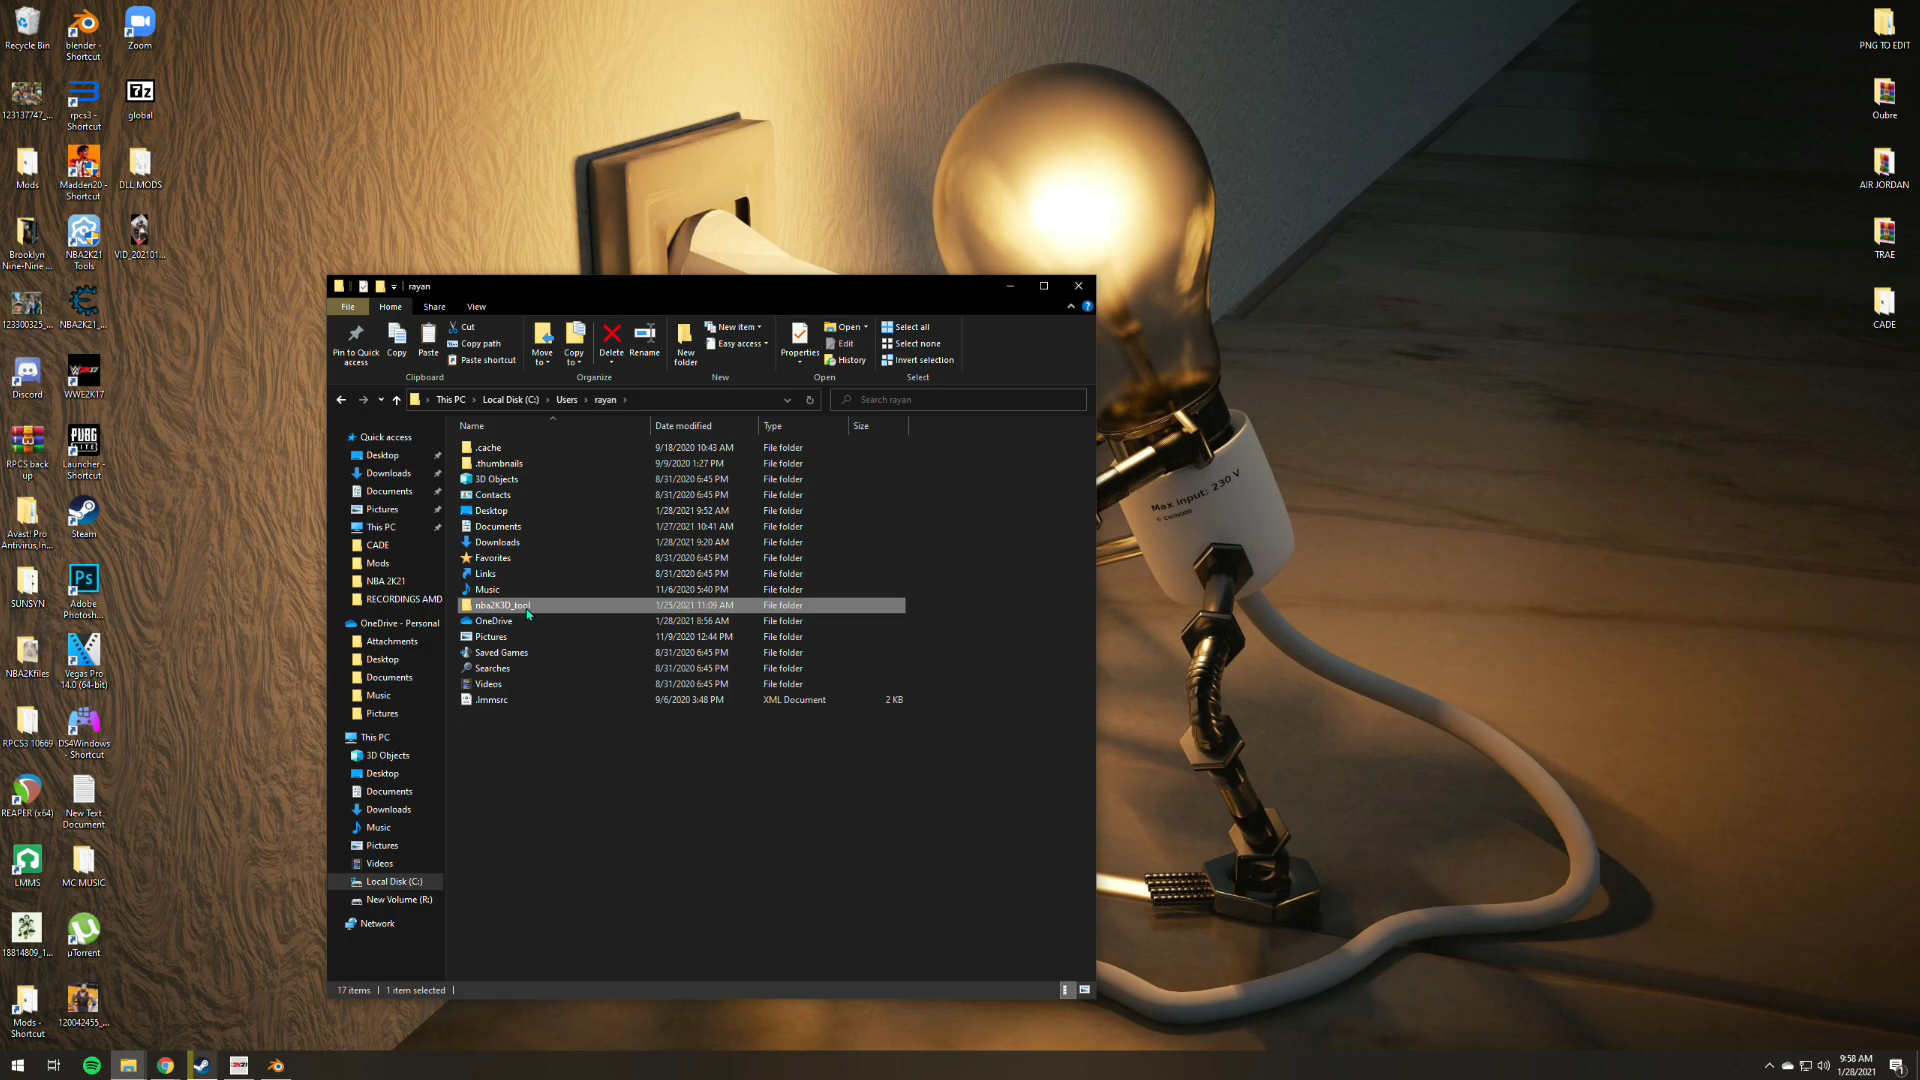 Recycle Bin
blender -
Shortcut
Zoom
123137747_...
rpcs3 -
Shortcut
global
Mods
Madden20 -
Shortcut
DLL MODS
Brooklyn
Nine-Nine ...
NBA2K21
Tools
VID_202101...
123300325_...
NBA2K21_...
Discord
WWE2K17
RPCS back
up
Launcher -
Shortcut
Avast! Pro
Antivirus,In...
Steam
SUNSYN
Adobe
Photosh...
NBA2Kfiles
Vegas Pro
14.0 (64-bit)
RPCS3 10669
DS4Windows
- Shortcut
REAPER (x64)
New Text
Document
LMMS
MC MUSIC
18814809_1...
µTorrent
Mods -
Shortcut
120042455_...
PNG TO EDIT
Oubre
AIR JORDAN
TRAE
CADE
Max input: 230 V
rayan
File Home Share View
Pin to Quick
access
Copy
Paste
Cut
Copy path
Paste shortcut
Clipboard
Move
to
Copy
to
Delete
Rename
Organize
New
folder
New item
Easy access
New
Properties
Open
Edit
History
Open
Select all
Select none
Invert selection
Select
This PC Local Disk (C:) Users rayan
Search rayan
Quick access
Desktop
Downloads
Documents
Pictures
This PC
CADE
Mods
NBA 2K21
RECORDINGS AMD
OneDrive - Personal
Attachments
Desktop
Documents
Music
Pictures
This PC
3D Objects
Desktop
Documents
Downloads
Music
Pictures
Videos
Local Disk (C:)
New Volume (R:)
Network
Name Date modified Type Size
.cache 9/18/2020 10:43 AM File folder
.thumbnails 9/9/2020 1:27 PM File folder
3D Objects 8/31/2020 6:45 PM File folder
Contacts 8/31/2020 6:45 PM File folder
Desktop 1/28/2021 9:52 AM File folder
Documents 1/27/2021 10:41 AM File folder
Downloads 1/28/2021 9:20 AM File folder
Favorites 8/31/2020 6:45 PM File folder
Links 8/31/2020 6:45 PM File folder
Music 11/6/2020 5:40 PM File folder
nba2K3D_tool 1/25/2021 11:09 AM File folder
OneDrive 1/28/2021 8:56 AM File folder
Pictures 11/9/2020 12:44 PM File folder
Saved Games 8/31/2020 6:45 PM File folder
Searches 8/31/2020 6:45 PM File folder
Videos 8/31/2020 6:45 PM File folder
.lmmsrc 9/6/2020 3:48 PM XML Document 2 KB
17 items 1 item selected
9:58 AM
1/28/2021